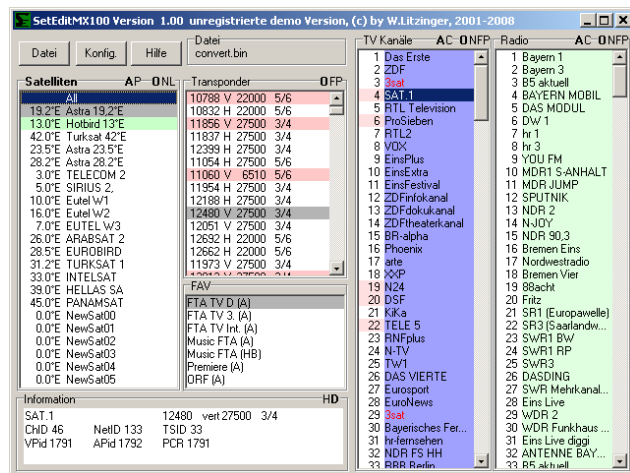 SetEditMX100 Version 1.00 unregistrierte demo Version, (c) by W.Litzinger, 2001-2008
Datei Konfig. Hilfe
Datei
convert.bin
Satelliten AP ONL
All
19.2°E Astra 19,2°E
13.0°E Hotbird 13°E
42.0°E Turksat 42°E
23.5°E Astra 23.5°E
28.2°E Astra 28.2°E
3.0°E TELECOM 2
5.0°E SIRIUS 2,
10.0°E Eutel W1
16.0°E Eutel W2
7.0°E EUTEL W3
26.0°E ARABSAT 2
28.5°E EUROBIRD
31.2°E TURKSAT 1
33.0°E INTELSAT
39.0°E HELLAS SA
45.0°E PANAMSAT
0.0°E NewSat00
0.0°E NewSat01
0.0°E NewSat02
0.0°E NewSat03
0.0°E NewSat04
0.0°E NewSat05
Transponder OFP
10788 V 22000 5/6
10832 H 22000 5/6
11856 V 27500 3/4
11837 H 27500 3/4
12399 H 27500 3/4
11054 H 27500 5/6
11060 V 6510 5/6
11954 H 27500 3/4
12188 H 27500 3/4
12480 V 27500 3/4
12051 V 27500 3/4
12692 H 22000 5/6
12662 H 22000 5/6
11973 V 27500 3/4
FAV
FTA TV D (A)
FTA TV 3. (A)
FTA TV Int. (A)
Music FTA (A)
Music FTA (HB)
Premiere (A)
ORF (A)
TV Kanäle AC ONFP
1 Das Erste
2 ZDF
3 3sat
4 SAT.1
5 RTL Television
6 ProSieben
7 RTL2
8 VOX
9 EinsPlus
10 EinsExtra
11 EinsFestival
12 ZDFinfokanal
13 ZDFdokukanal
14 ZDFtheaterkanal
15 BR-alpha
16 Phoenix
17 arte
18 XXP
19 N24
20 DSF
21 KiKa
22 TELE 5
23 RNFplus
24 N-TV
25 TW1
26 DAS VIERTE
27 Eurosport
28 EuroNews
29 3sat
30 Bayerisches Fer...
31 hr-fernsehen
32 NDR FS HH
33 RBB Berlin
Radio AC ONFP
1 Bayern 1
2 Bayern 3
3 B5 aktuell
4 BAYERN MOBIL
5 DAS MODUL
6 DW 1
7 hr 1
8 hr 3
9 YOU FM
10 MDR1 S-ANHALT
11 MDR JUMP
12 SPUTNIK
13 NDR 2
14 N-JOY
15 NDR 90,3
16 Bremen Eins
17 Nordwestradio
18 Bremen Vier
19 88acht
20 Fritz
21 SR1 (Europawelle)
22 SR3 (Saarlandw...
23 SWR1 BW
24 SWR1 RP
25 SWR3
26 DASDING
27 SWR Mehrkanal...
28 Eins Live
29 WDR 2
30 WDR Funkhaus ...
31 Eins Live diggi
32 ANTENNE BAY...
33 B5 aktuell
Information HD
SAT.1 12480 vert 27500 3/4
ChID 46 NetID 133 TSID 33
VPid 1791 APid 1792 PCR 1791